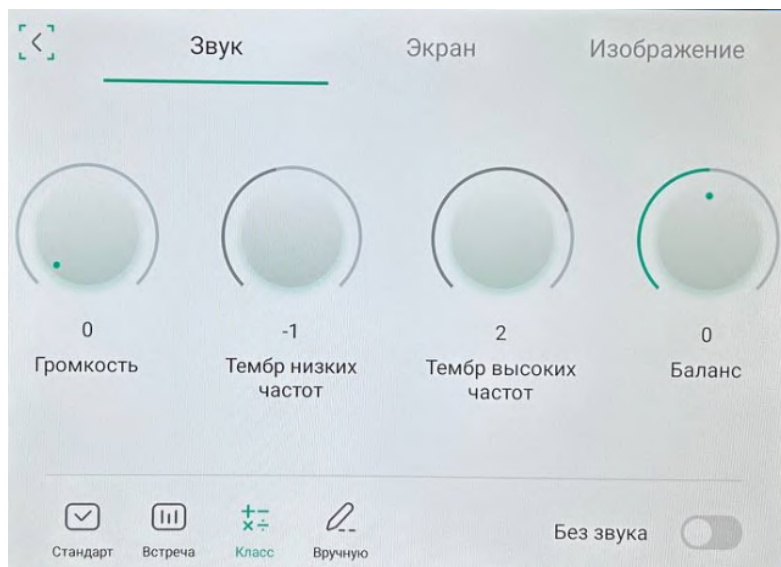 Звук
Экран
Изображение
0
-1
2
0
Громкость
Тембр низких
частот
Тембр высоких
частот
Баланс
Стандарт
Встреча
Класс
Вручную
Без звука